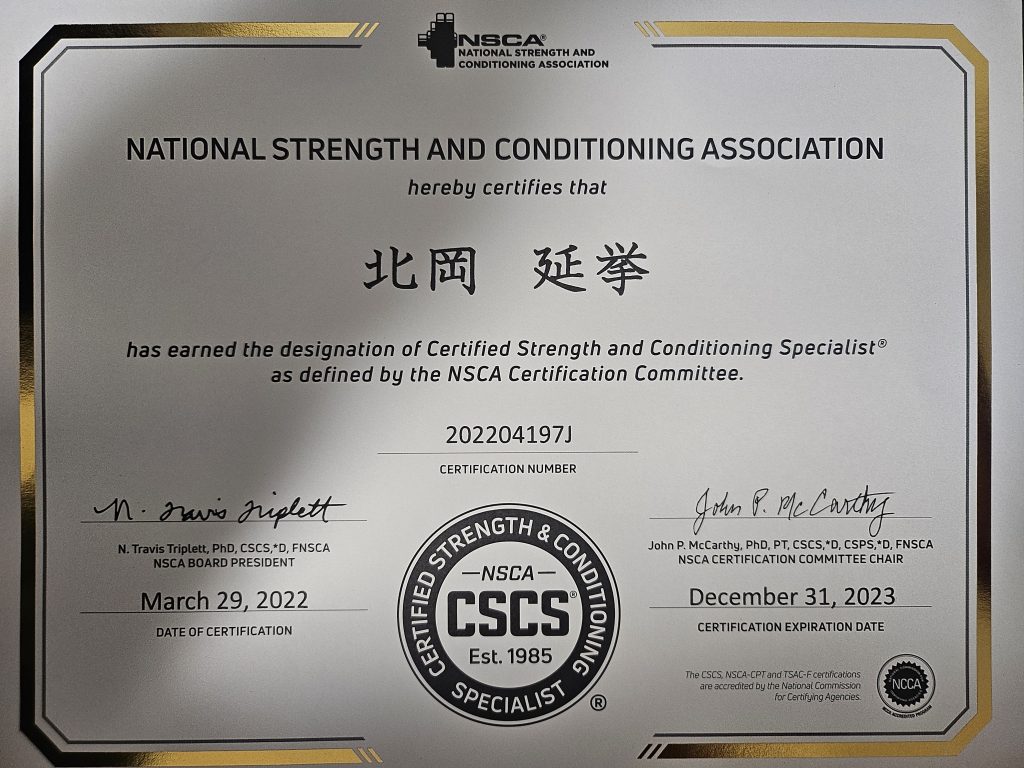 NSCA®
NATIONAL STRENGTH AND
CONDITIONING ASSOCIATION
NATIONAL STRENGTH AND CONDITIONING ASSOCIATION
hereby certifies that
北岡 延挙
has earned the designation of Certified Strength and Conditioning Specialist®
as defined by the NSCA Certification Committee.
202204197J
CERTIFICATION NUMBER
N. Travis Triplett
N. Travis Triplett, PhD, CSCS,*D, FNSCA
NSCA BOARD PRESIDENT
March 29, 2022
DATE OF CERTIFICATION
CERTIFIED STRENGTH & CONDITIONING
NSCA
CSCS®
Est. 1985
SPECIALIST
®
John P. McCarthy
John P. McCarthy, PhD, PT, CSCS,*D, CSPS,*D, FNSCA
NSCA CERTIFICATION COMMITTEE CHAIR
December 31, 2023
CERTIFICATION EXPIRATION DATE
The CSCS, NSCA-CPT and TSAC-F certifications
are accredited by the National Commission
for Certifying Agencies.
NCCA
NCCA ACCREDITED PROGRAM